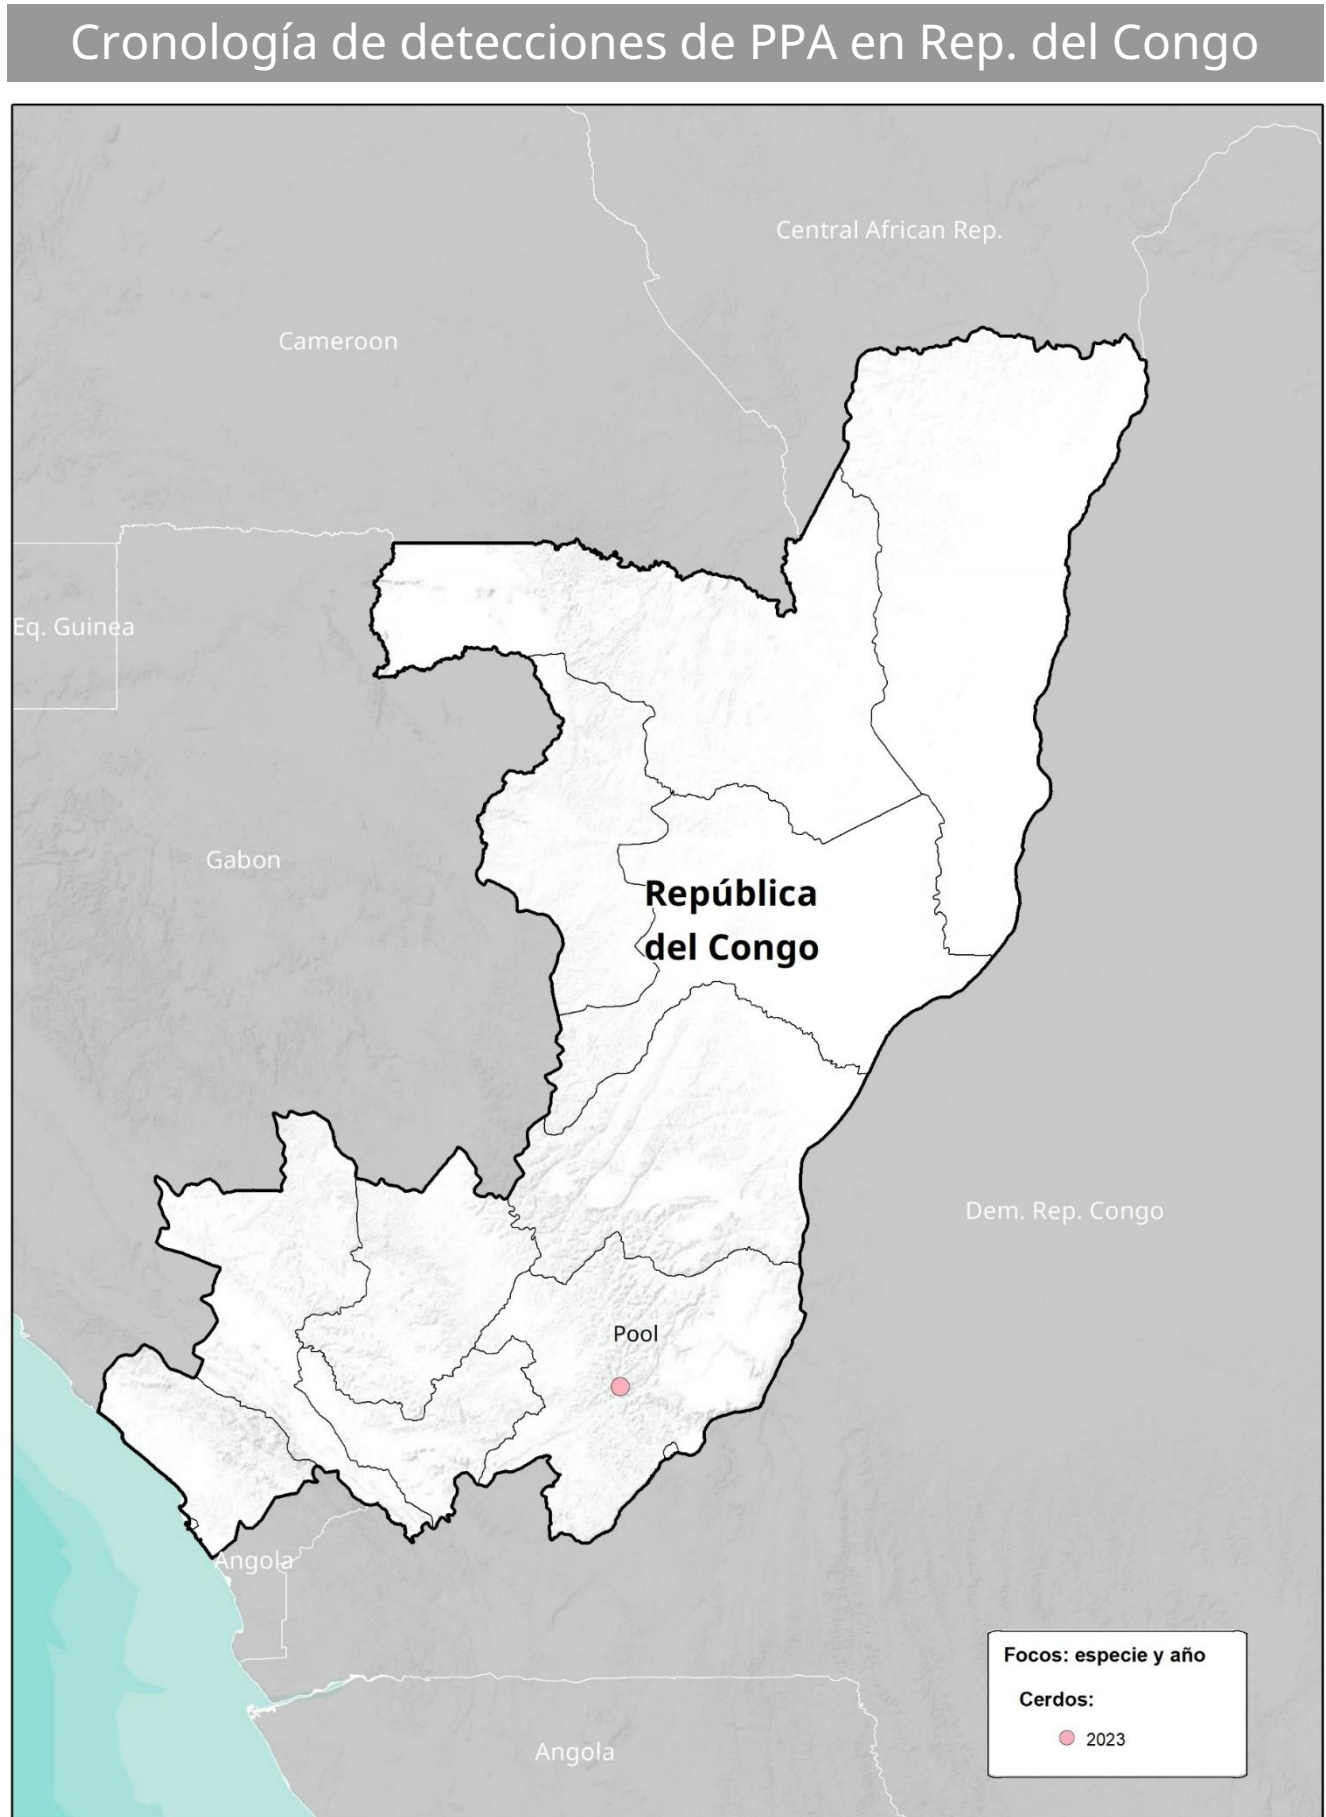 Cronología de detecciones de PPA en Rep. del Congo
Central African Rep.
Cameroon
Eq. Guinea
Gabon
República
del Congo
Dem. Rep. Congo
Pool
Angola
Focos: especie y año
Cerdos:
2023
Angola